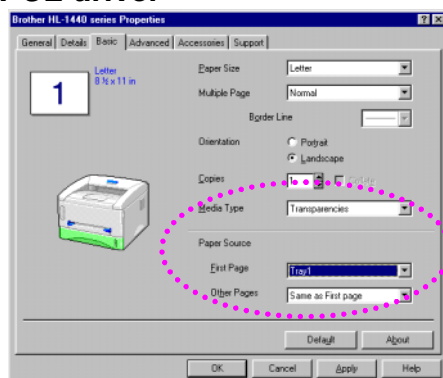 Brother HL-1440 series Properties
General Details Basic Advanced Accessories Support
Letter
8 ½ x 11 in
1
Paper Size Letter
Multiple Page Normal
Border Line
Orientation Portrait
Landscape
Copies 1
Media Type Transparencies
Paper Source
First Page Tray1
Other Pages Same as First page
Default About
OK Cancel Apply Help